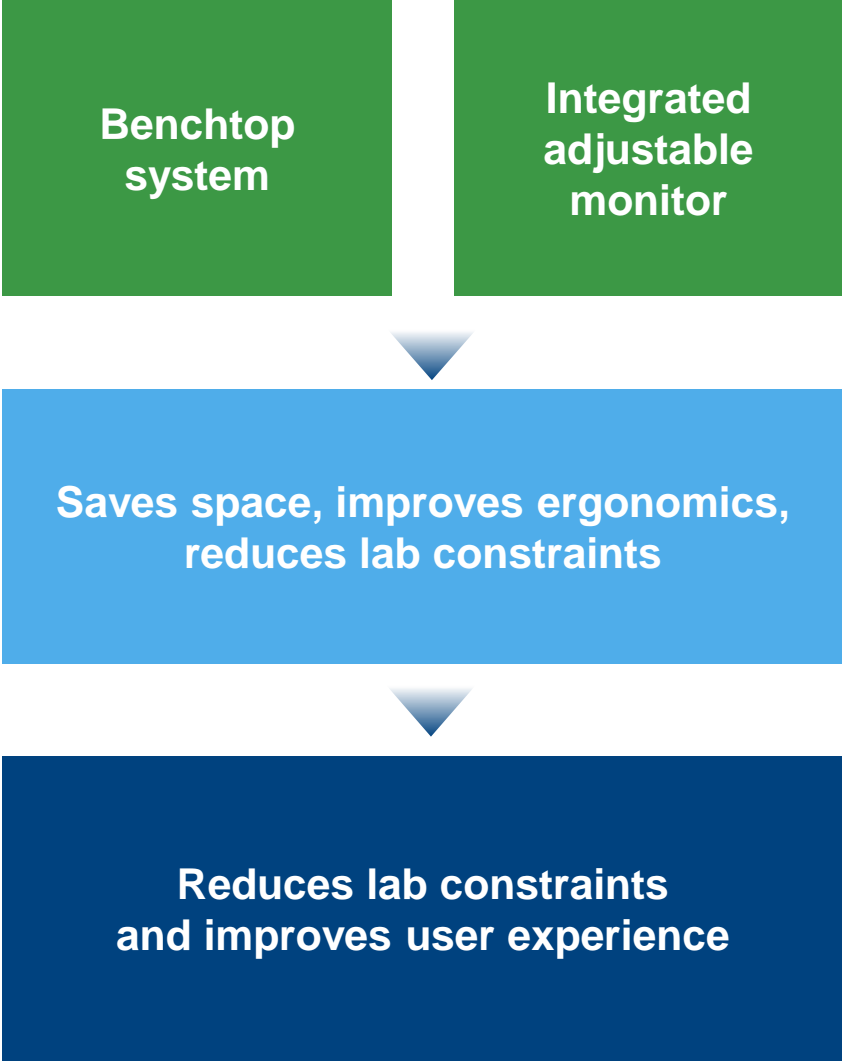 Benchtop
system
Integrated
adjustable
monitor
Saves space, improves ergonomics,
reduces lab constraints
Reduces lab constraints
and improves user experience